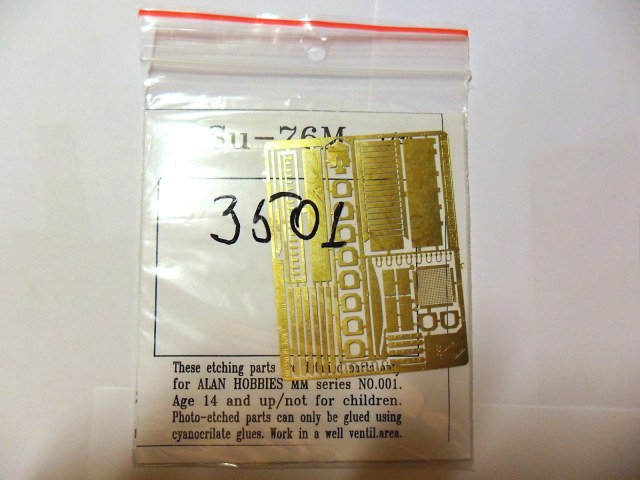 Su-76M
3501
These etching parts
for ALAN HOBBIES MM series NO.001.
Age 14 and up/not for children.
Photo-etched parts can only be glued using
cyanocrilate glues. Work in a well ventil.area.